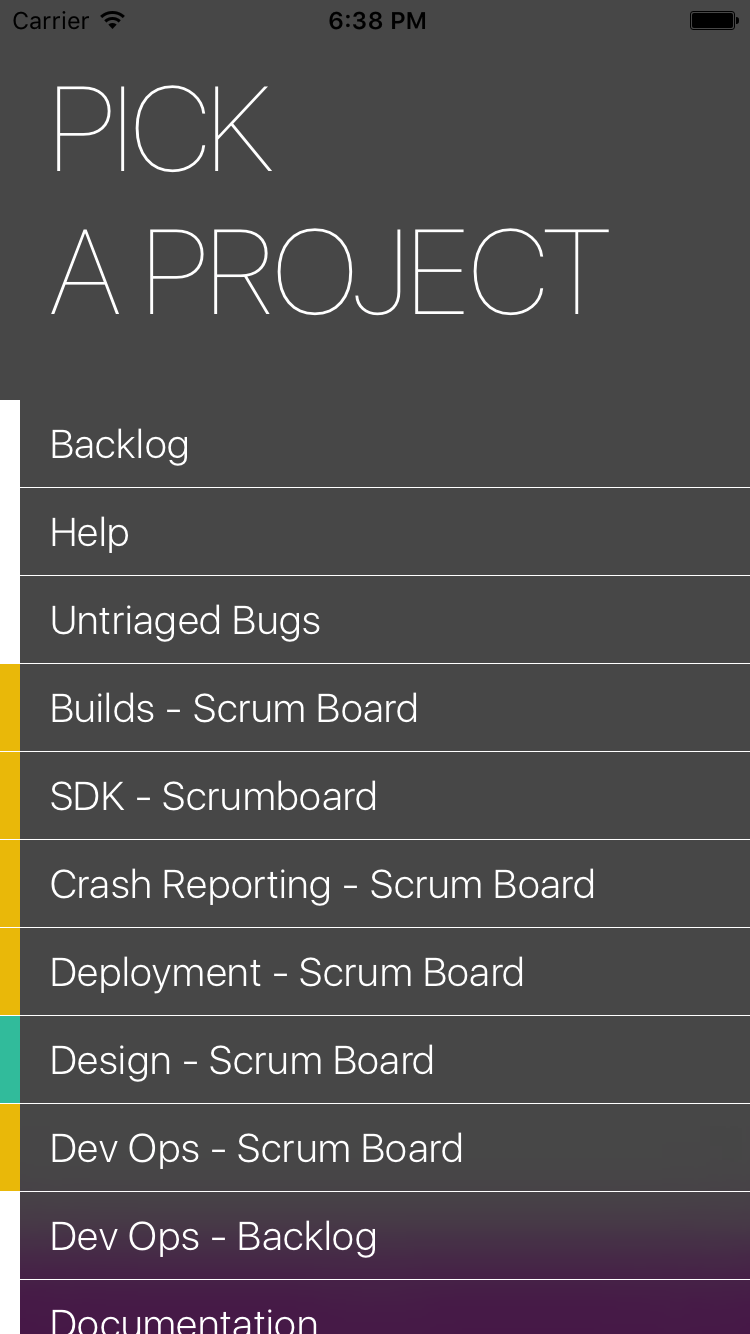 Carrier 6:38 PM
PICK
A PROJECT
Backlog
Help
Untriaged Bugs
Builds - Scrum Board
SDK - Scrumboard
Crash Reporting - Scrum Board
Deployment - Scrum Board
Design - Scrum Board
Dev Ops - Scrum Board
Dev Ops - Backlog
Documentation